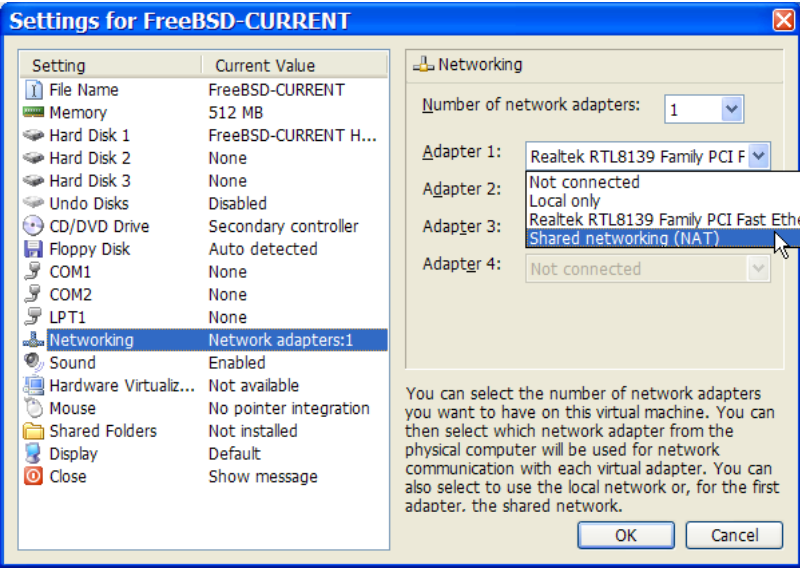 Settings for FreeBSD-CURRENT
Setting Current Value
File Name FreeBSD-CURRENT
Memory 512 MB
Hard Disk 1 FreeBSD-CURRENT H...
Hard Disk 2 None
Hard Disk 3 None
Undo Disks Disabled
CD/DVD Drive Secondary controller
Floppy Disk Auto detected
COM1 None
COM2 None
LPT1 None
Networking Network adapters:1
Sound Enabled
Hardware Virtualiz... Not available
Mouse No pointer integration
Shared Folders Not installed
Display Default
Close Show message
Networking
Number of network adapters: 1
Adapter 1: Realtek RTL8139 Family PCI F
Adapter 2:
Adapter 3:
Adapter 4: Not connected
Not connected
Local only
Realtek RTL8139 Family PCI Fast Ethe
Shared networking (NAT)
You can select the number of network adapters
you want to have on this virtual machine. You can
then select which network adapter from the
physical computer will be used for network
communication with each virtual adapter. You can
also select to use the local network or, for the first
adapter, the shared network.
OK Cancel